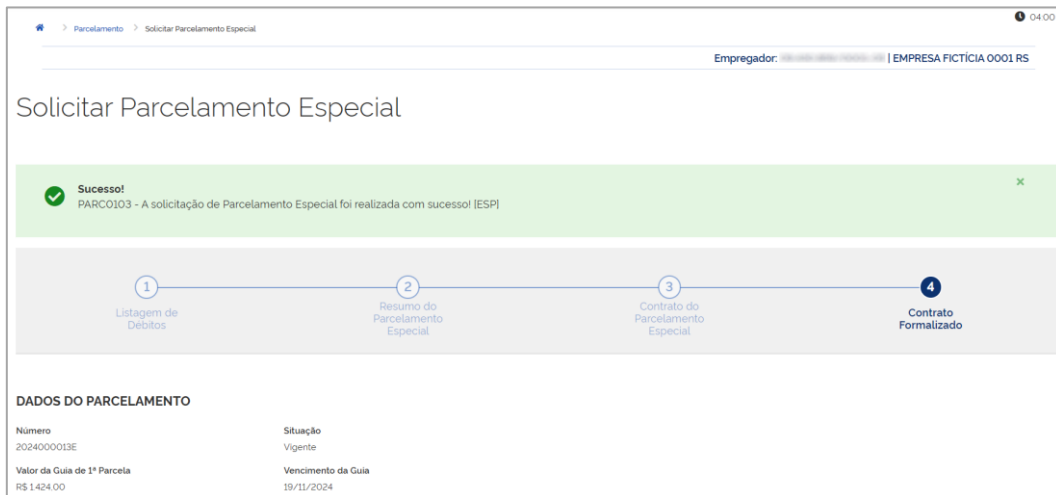 04:00
> Parcelamento > Solicitar Parcelamento Especial
Empregador: | EMPRESA FICTÍCIA 0001 RS
Solicitar Parcelamento Especial
Sucesso!
PARC0103 - A solicitação de Parcelamento Especial foi realizada com sucesso! [ESP]
×
1
Listagem de
Débitos
2
Resumo do
Parcelamento
Especial
3
Contrato do
Parcelamento
Especial
4
Contrato
Formalizado
DADOS DO PARCELAMENTO
Número Situação
2024000013E Vigente
Valor da Guia de 1ª Parcela Vencimento da Guia
R$ 1.424,00 19/11/2024